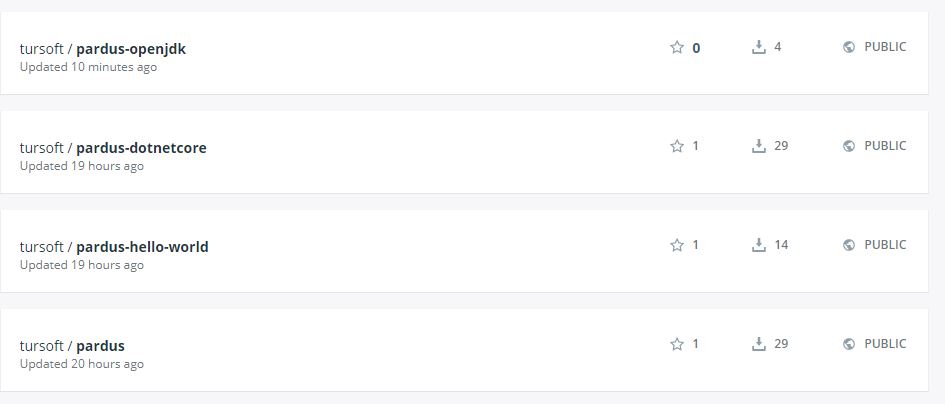 tursoft / pardus-openjdk 0 4 PUBLIC
Updated 10 minutes ago
tursoft / pardus-dotnetcore 1 29 PUBLIC
Updated 19 hours ago
tursoft / pardus-hello-world 1 14 PUBLIC
Updated 19 hours ago
tursoft / pardus 1 29 PUBLIC
Updated 20 hours ago